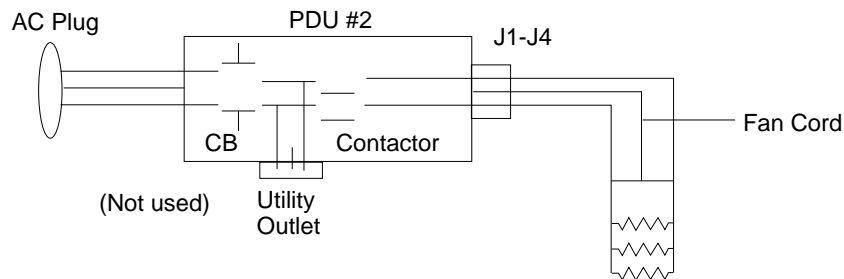 AC Plug
PDU #2
J1-J4
CB
Contactor
Fan Cord
(Not used)
Utility
Outlet